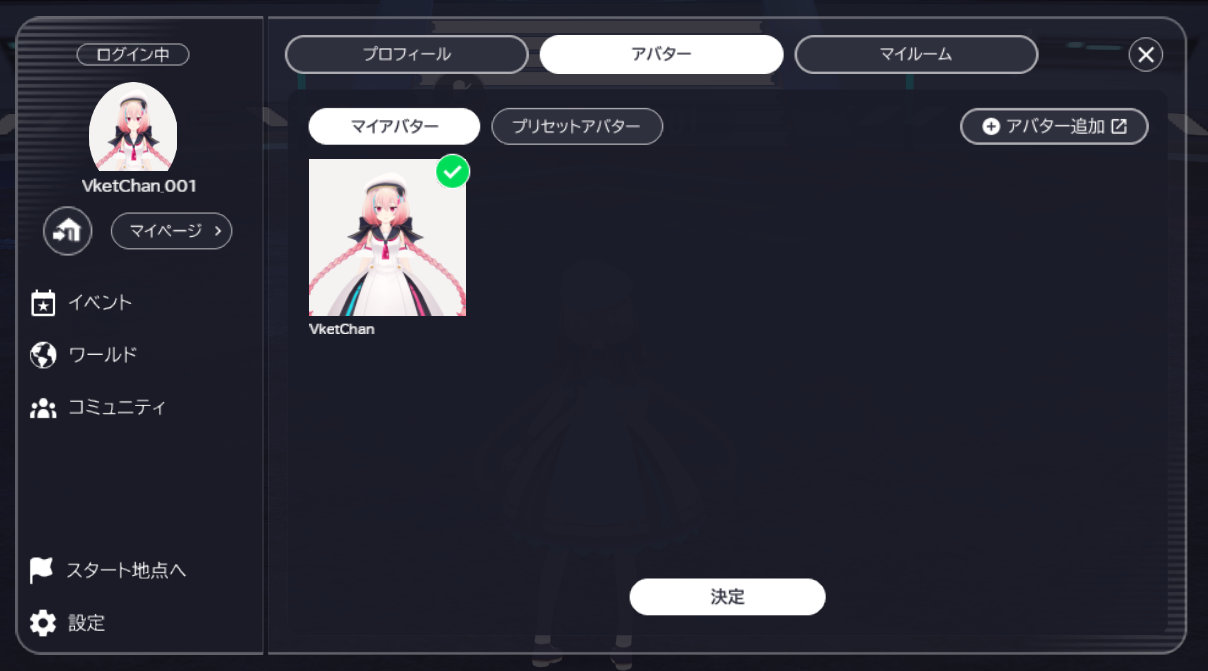 ログイン中
VketChan_001
マイページ
イベント
ワールド
コミュニティ
スタート地点へ
設定
プロフィール
アバター
マイルーム
マイアバター
プリセットアバター
アバター追加
VketChan
決定